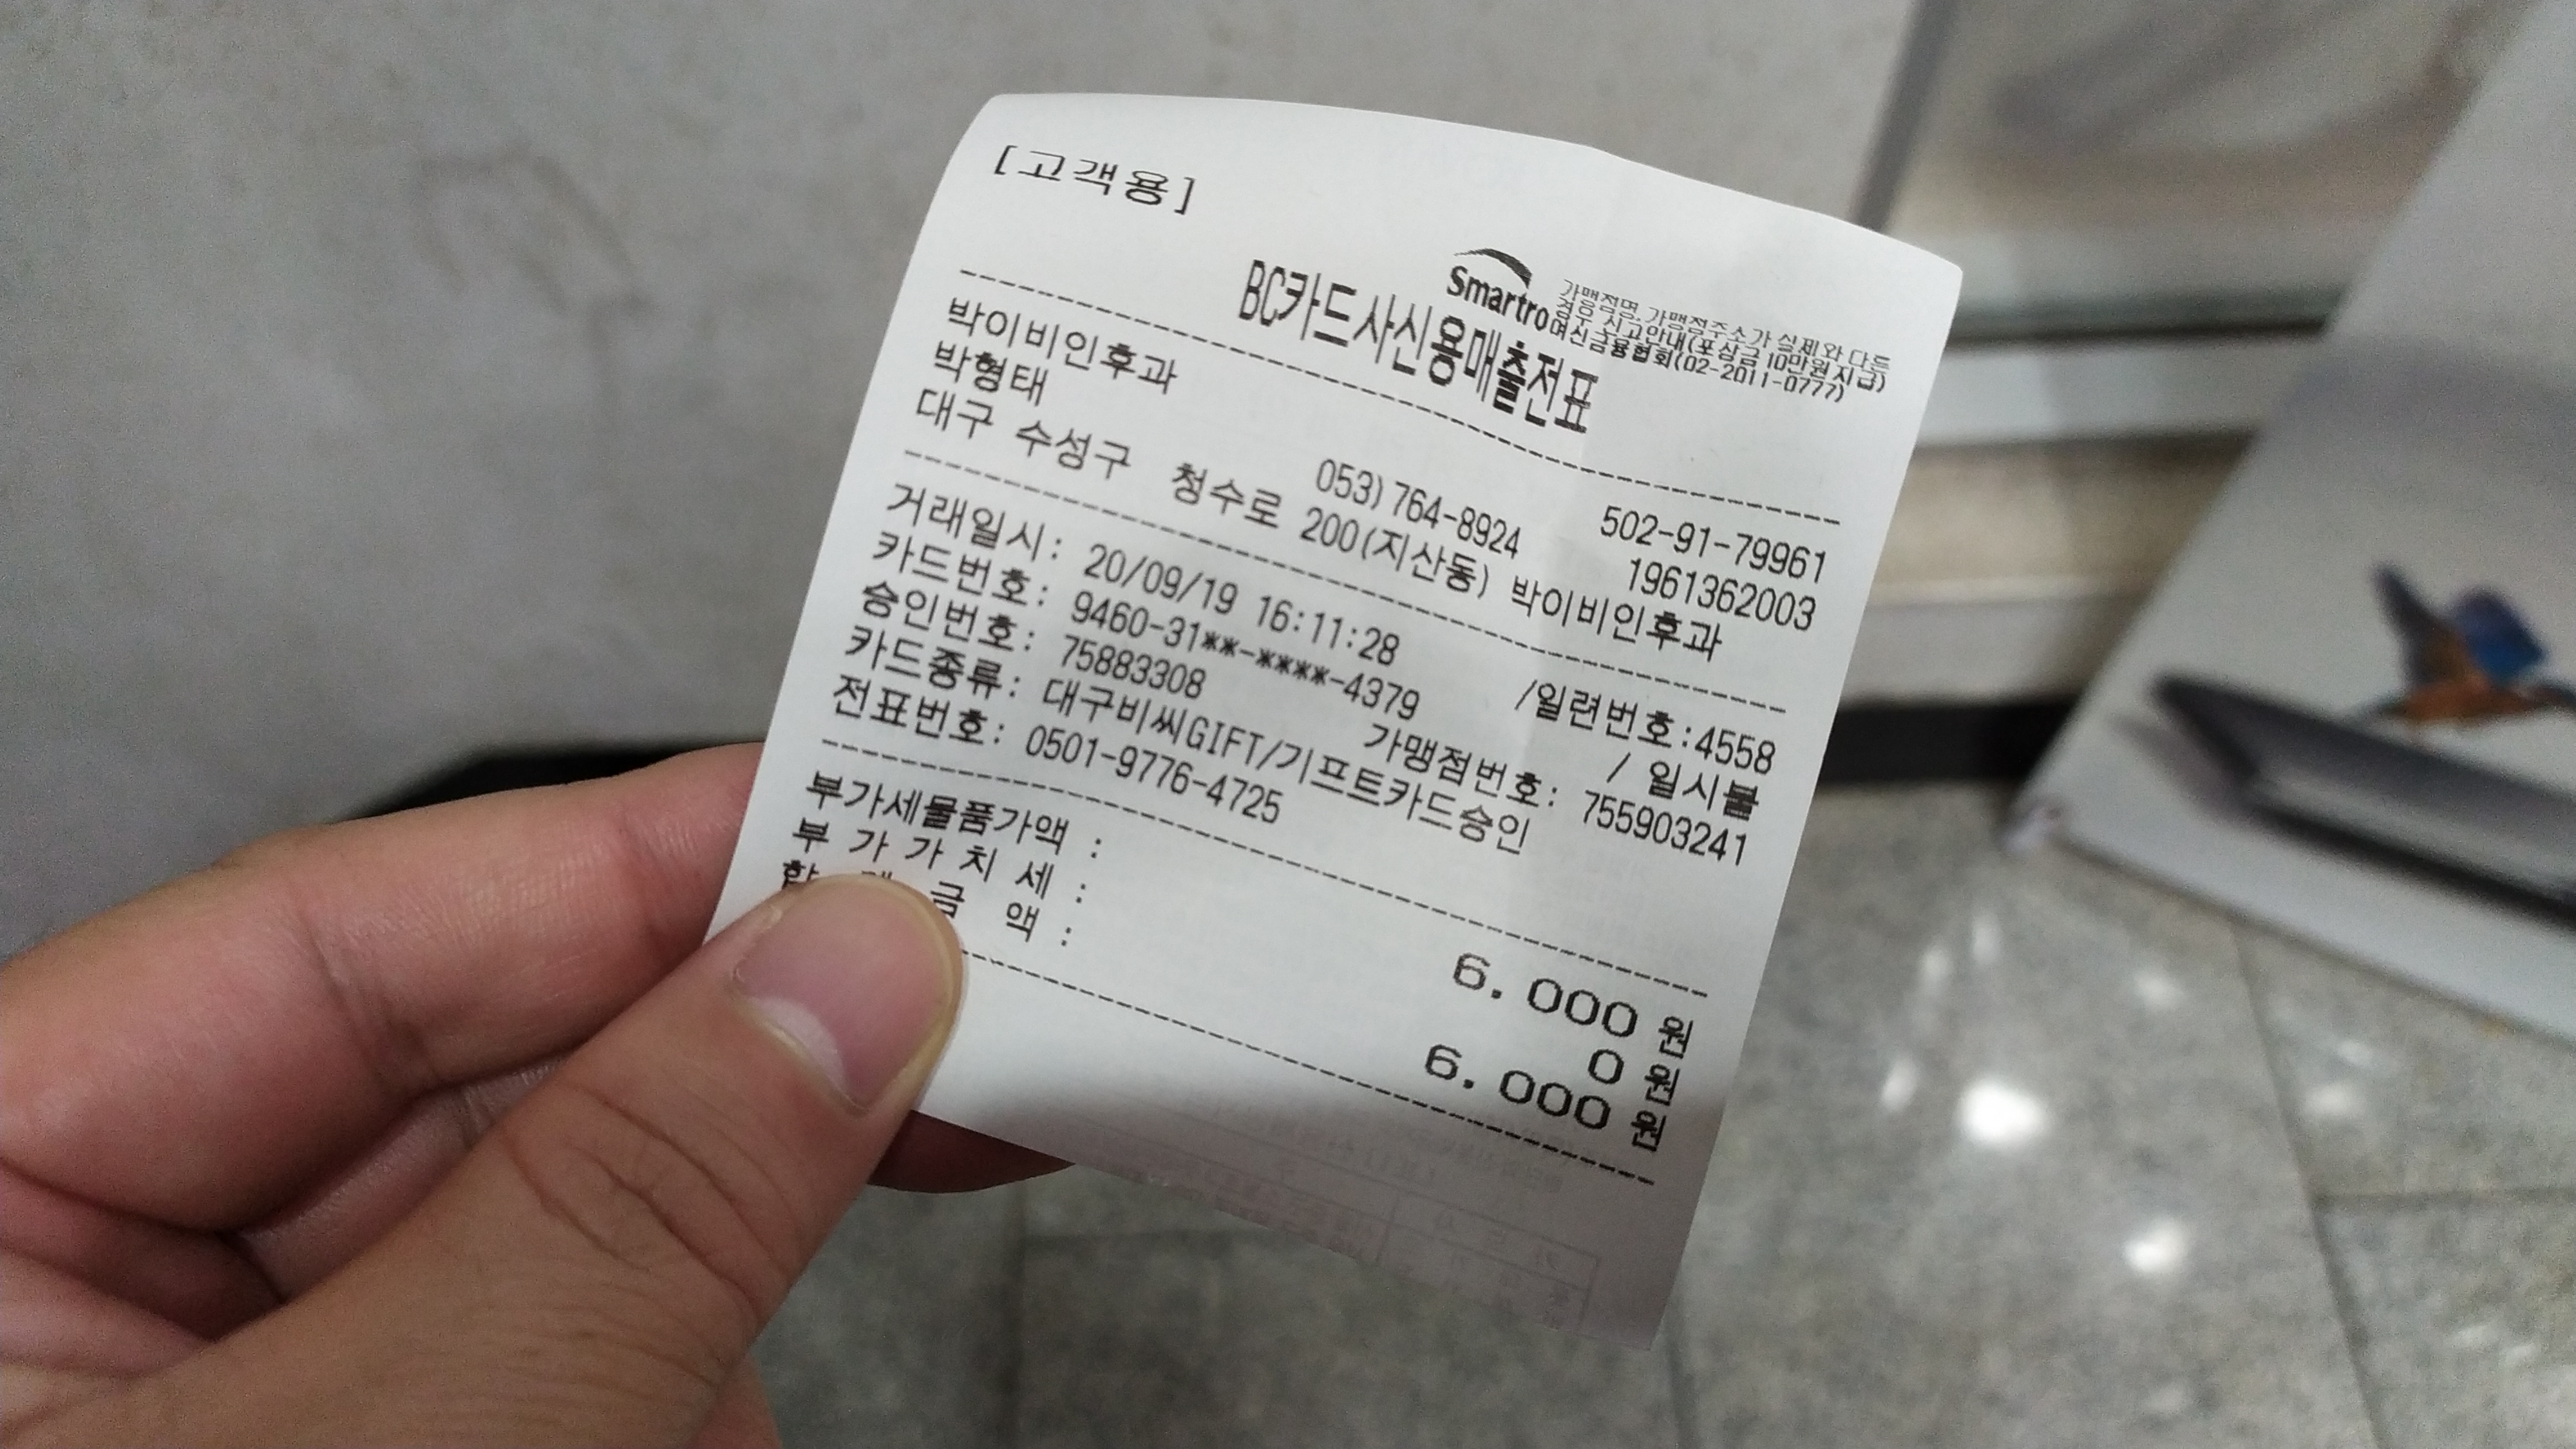 [고객용]
Smartro
가맹점명, 가맹점주소가 실제와 다른
경우 신고안내(포상금 10만원 지급)
여신금융협회(02-2011-0777)
BC카드사신용매출전표
박이비인후과 502-91-79961
박형태 053)764-8924 1961362003
대구 수성구 청수로 200(지산동) 박이비인후과
거래일시: 20/09/19 16:11:28 /일련번호:4558
카드번호: 9460-31**-****-4379 / 일시불
승인번호: 75883308 가맹점번호: 755903241
카드종류: 대구비씨GIFT/기프트카드승인
전표번호: 0501-9776-4725
부가세물품가액 : 6.000 원
부 가 가 치 세 : 0 원
금 액 : 6.000 원